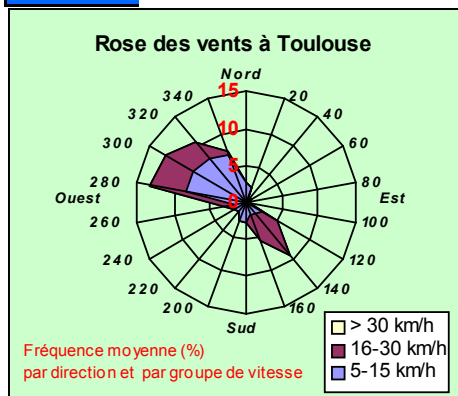 Rose des vents à Toulouse
Nord
15
340
20
320
40
10
300
60
5
280
80
Ouest
0
Est
260
100
240
120
220
140
200
160
Sud
> 30 km/h
16-30 km/h
5-15 km/h
Fréquence moyenne (%)
par direction et par groupe de vitesse